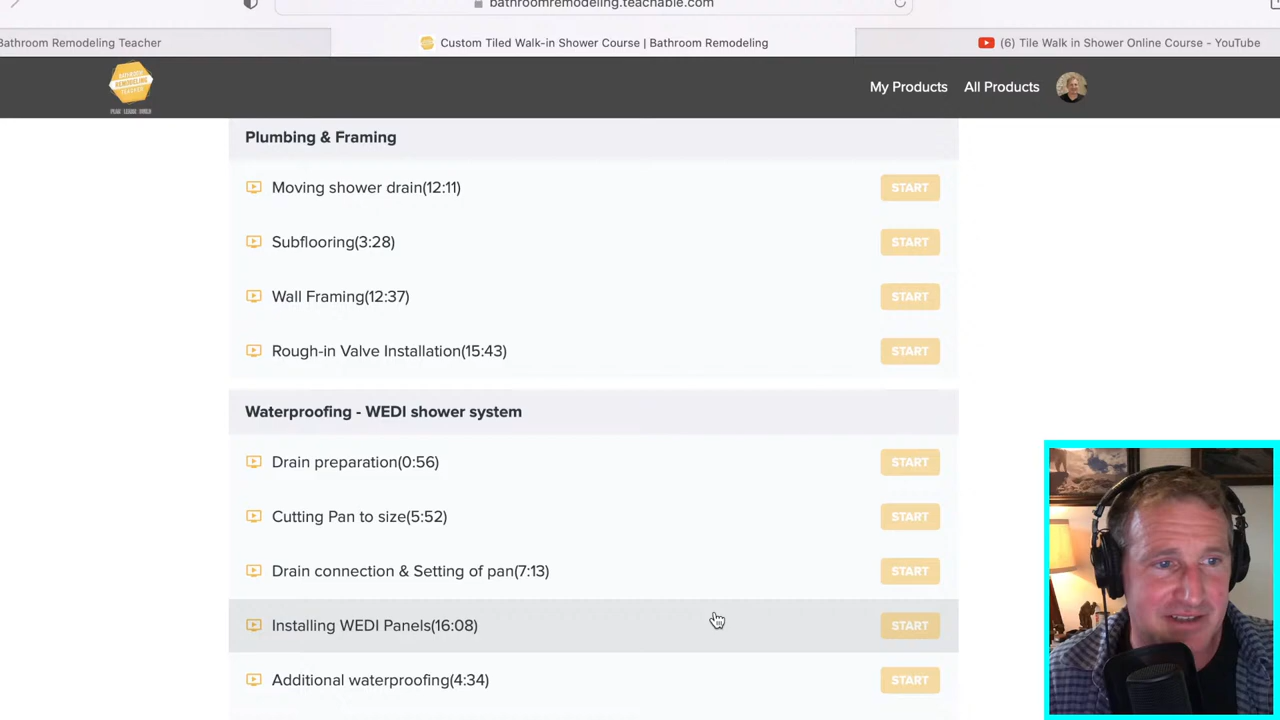 bathroomremodeling.teachable.com
Bathroom Remodeling Teacher
Custom Tiled Walk-in Shower Course | Bathroom Remodeling
(6) Tile Walk in Shower Online Course - YouTube
BATHROOM
REMODELING
TEACHER
My Products
All Products
Plumbing & Framing
Moving shower drain(12:11)
START
Subflooring(3:28)
START
Wall Framing(12:37)
START
Rough-in Valve Installation(15:43)
START
Waterproofing - WEDI shower system
Drain preparation(0:56)
START
Cutting Pan to size(5:52)
START
Drain connection & Setting of pan(7:13)
START
Installing WEDI Panels(16:08)
START
Additional waterproofing(4:34)
START